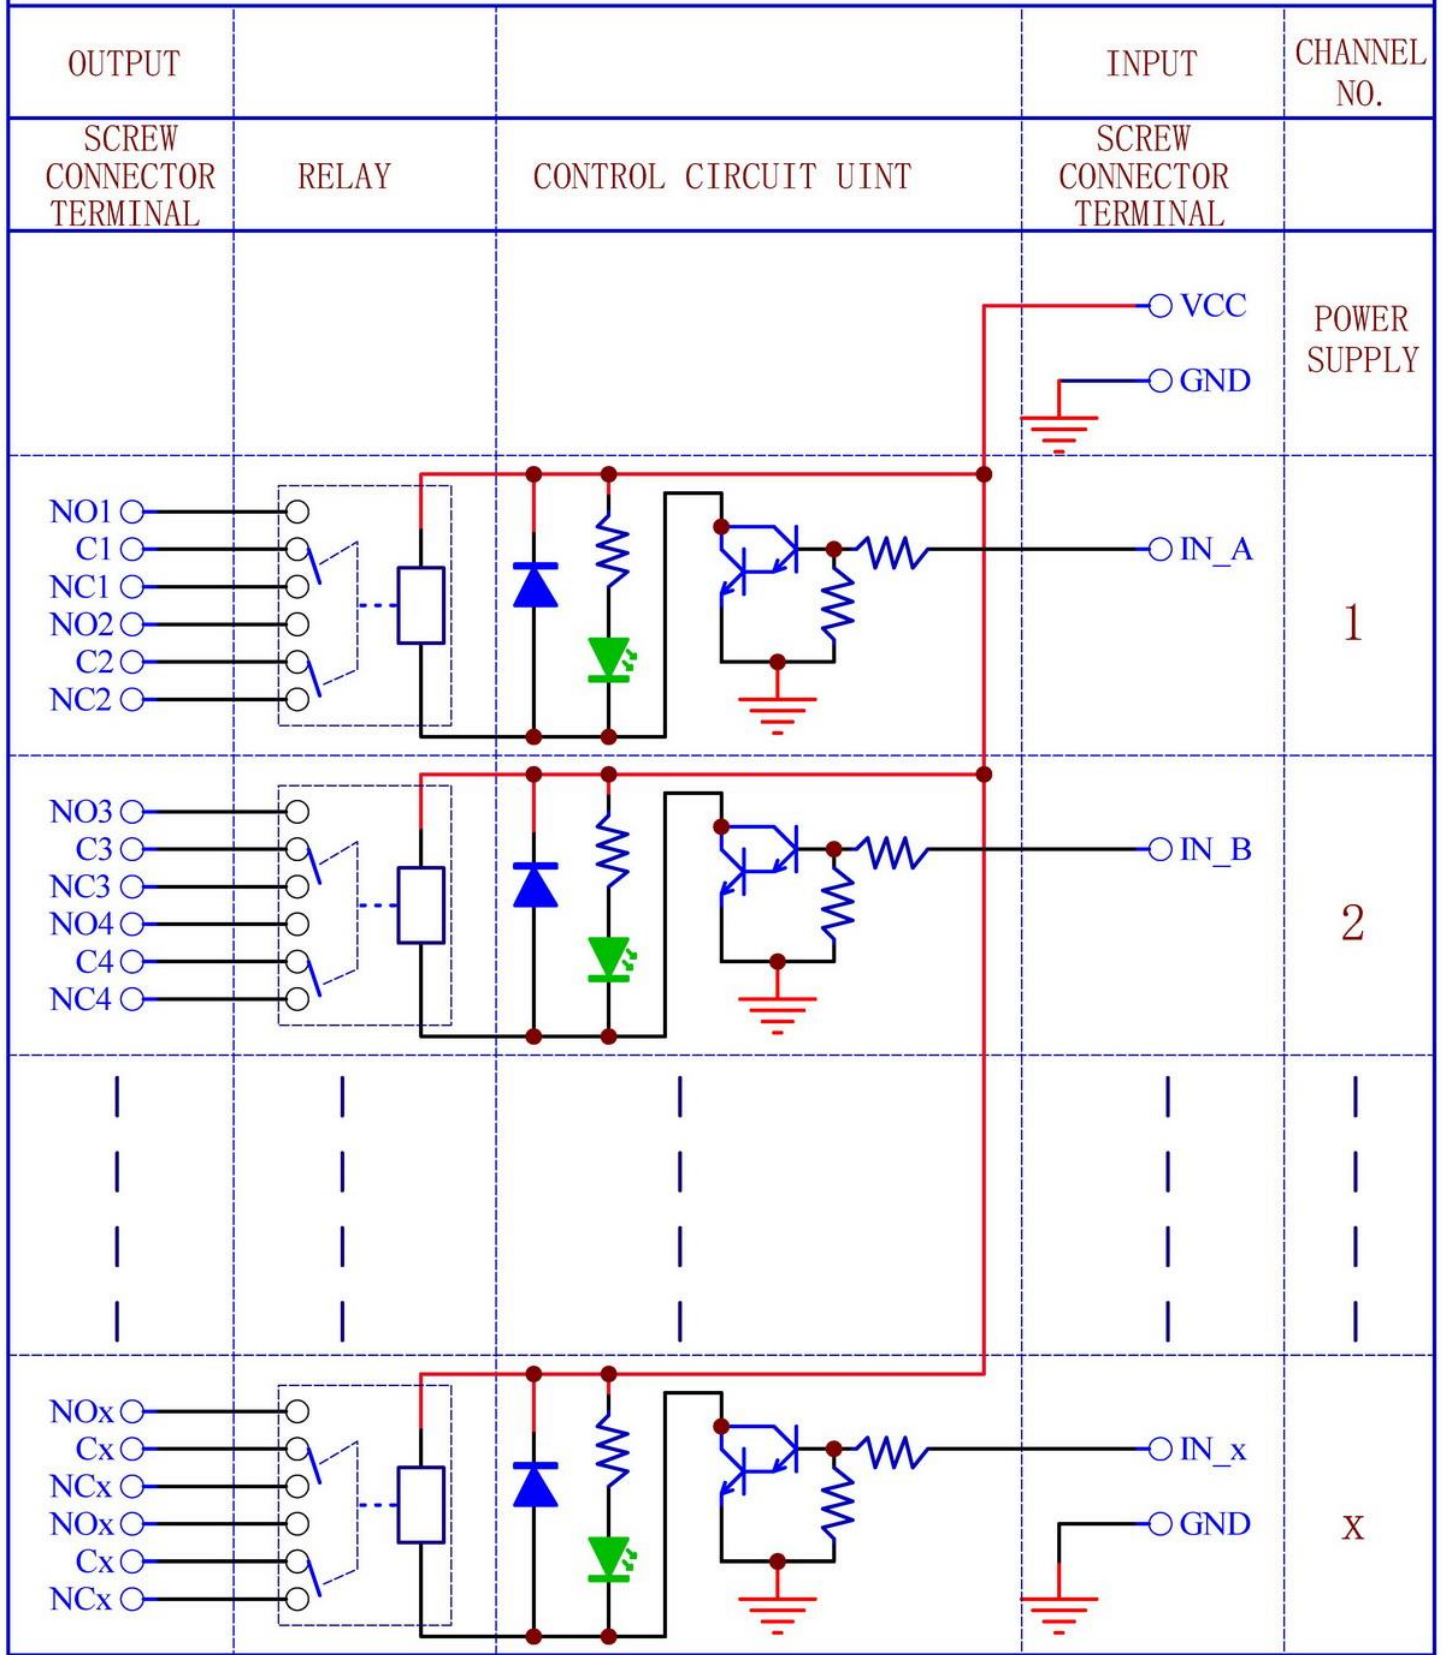 OUTPUT
INPUT
CHANNEL
NO.
SCREW
CONNECTOR
TERMINAL
RELAY
CONTROL CIRCUIT UINT
SCREW
CONNECTOR
TERMINAL
VCC
GND
POWER
SUPPLY
NO1
C1
NC1
NO2
C2
NC2
IN_A
1
NO3
C3
NC3
NO4
C4
NC4
IN_B
2
NOx
Cx
NCx
NOx
Cx
NCx
IN_x
GND
x